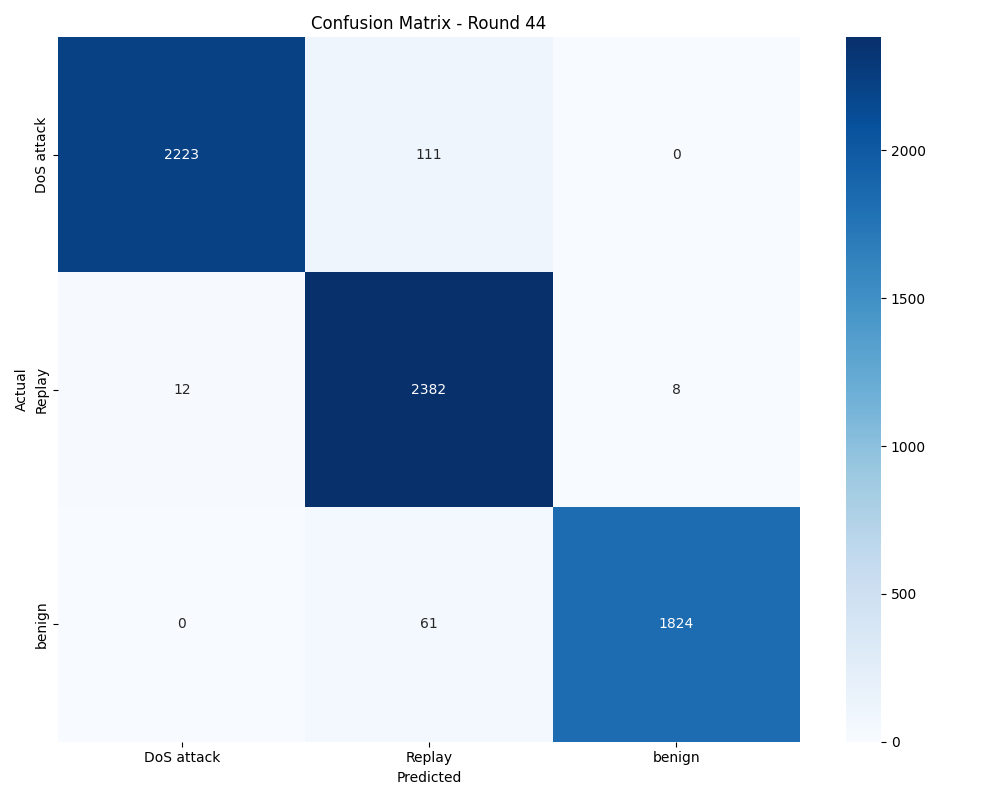 Confusion Matrix - Round 44
DoS attack
2223
111
0
Actual
Replay
12
2382
8
benign
0
61
1824
DoS attack
Replay
benign
Predicted
2000
1500
1000
500
0